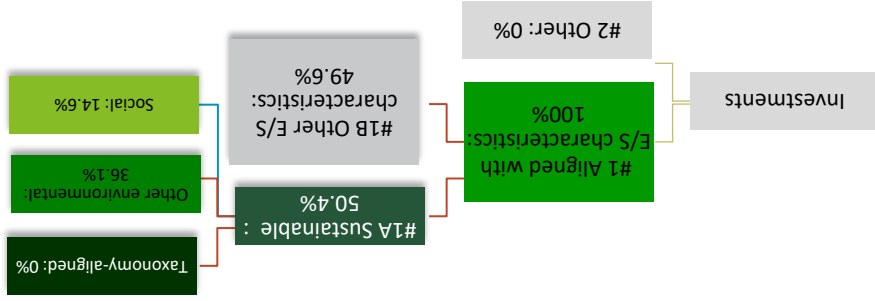 Investments
#1 Aligned with
E/S characteristics:
100%
#2 Other: 0%
#1A Sustainable :
50.4%
#1B Other E/S
characteristics:
49.6%
Taxonomy-aligned: 0%
Other environmental:
36.1%
Social: 14.6%